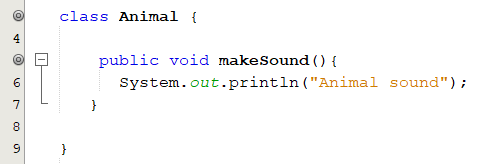 class Animal {
4
public void makeSound(){
6 System.out.println("Animal sound");
7 }
8
9 }